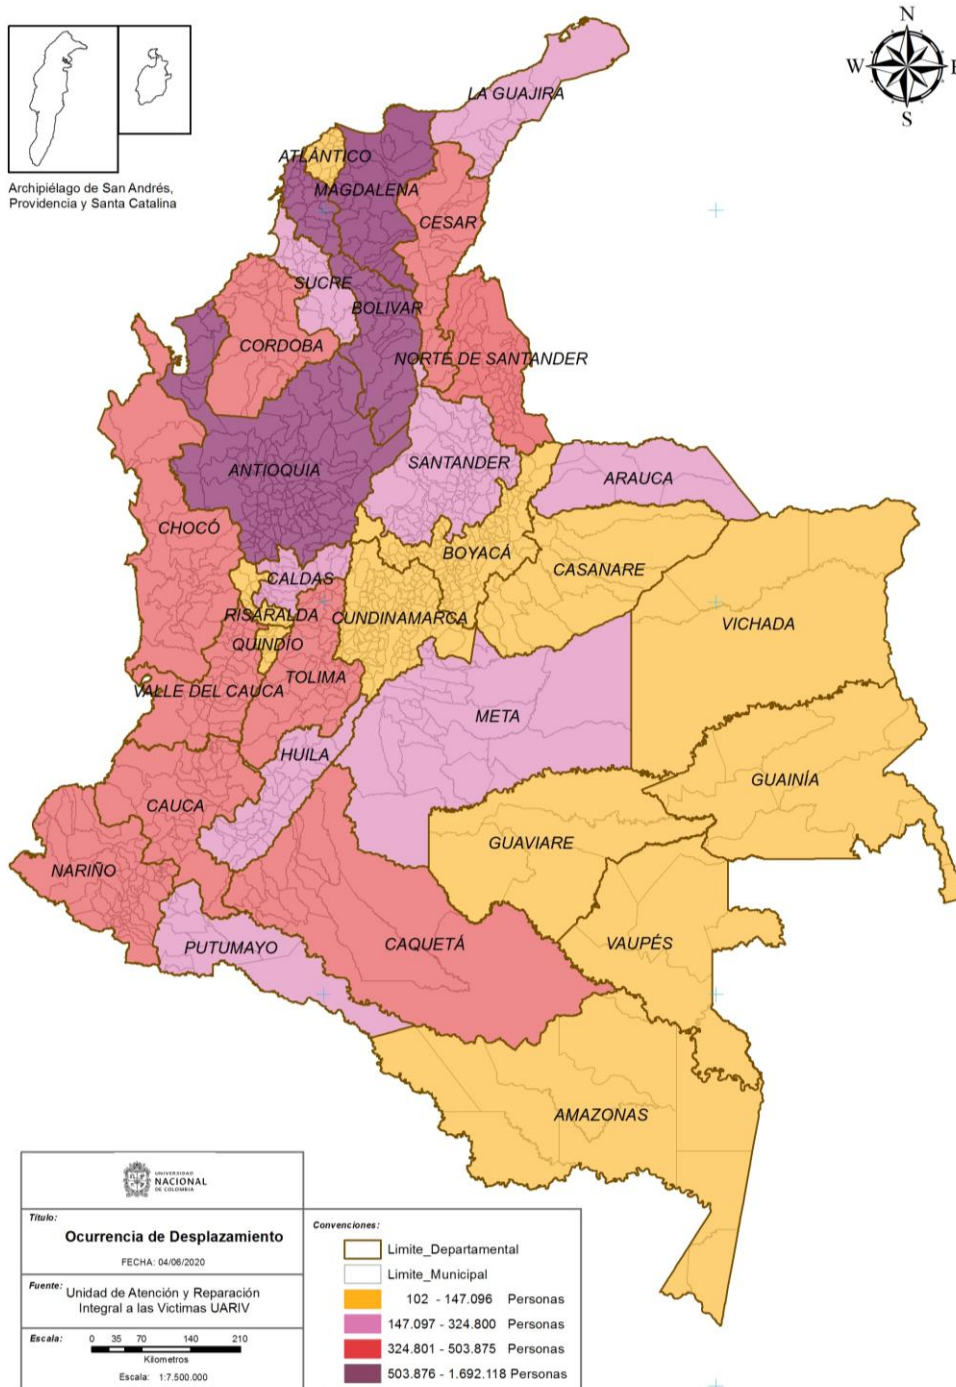 N
W
E
S
Archipiélago de San Andrés,
Providencia y Santa Catalina
LA GUAJIRA
ATLÁNTICO
MAGDALENA
CESAR
SUCRE
BOLIVAR
CORDOBA
NORTE DE SANTANDER
ANTIOQUIA
SANTANDER
ARAUCA
CHOCÓ
BOYACÁ
CASANARE
CALDAS
RISARALDA
CUNDINAMARCA
VICHADA
QUINDÍO
TOLIMA
VALLE DEL CAUCA
META
HUILA
GUAINÍA
CAUCA
GUAVIARE
NARIÑO
PUTUMAYO
CAQUETÁ
VAUPÉS
AMAZONAS
UNIVERSIDAD
NACIONAL
DE COLOMBIA
Título:
Ocurrencia de Desplazamiento
FECHA: 04/06/2020
Fuente: Unidad de Atención y Reparación
Integral a las Victimas UARIV
Escala: 0 35 70 140 210
Kilometros
Escala: 1:7.500.000
Convenciones:
Limite_Departamental
Limite_Municipal
102 - 147.096 Personas
147.097 - 324.800 Personas
324.801 - 503.875 Personas
503.876 - 1.692.118 Personas